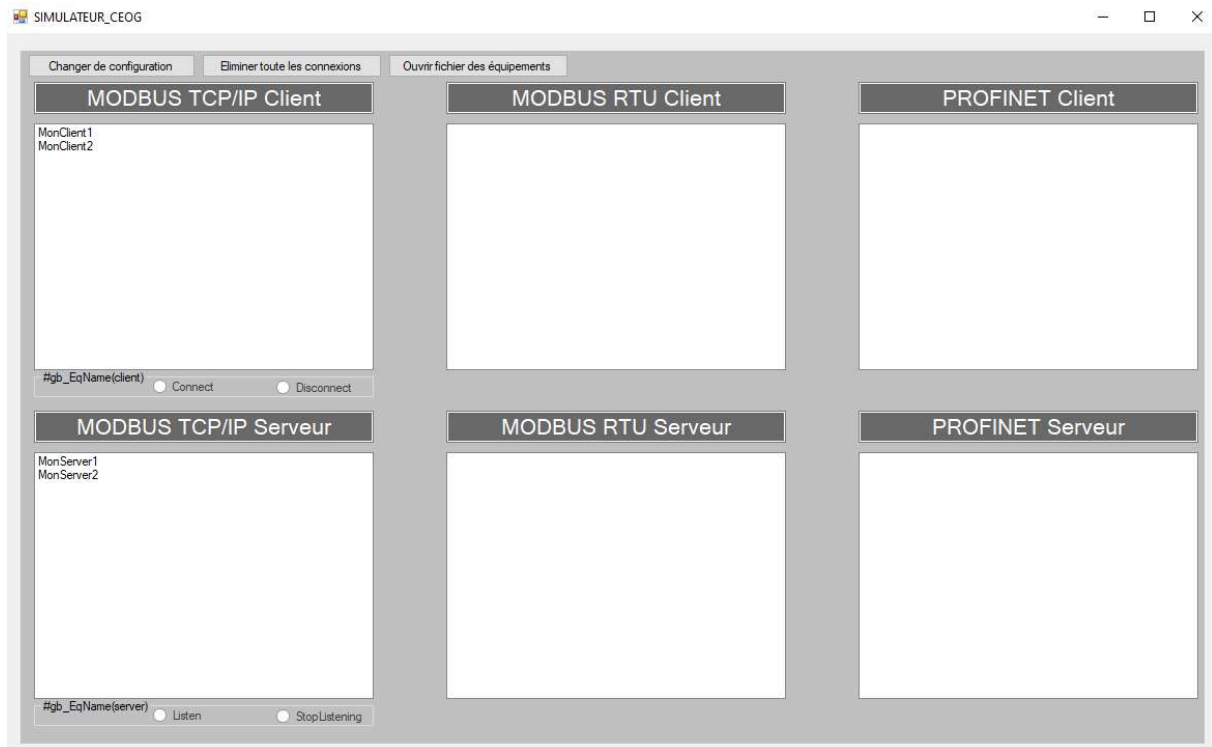 SIMULATEUR_CEOG
Changer de configuration Eliminer toute les connexions Ouvrir fichier des équipements
MODBUS TCP/IP Client MODBUS RTU Client PROFINET Client
MonClient1
MonClient2
#gb_EqName(client) Connect Disconnect
MODBUS TCP/IP Serveur MODBUS RTU Serveur PROFINET Serveur
MonServer1
MonServer2
#gb_EqName(server) Listen StopListening